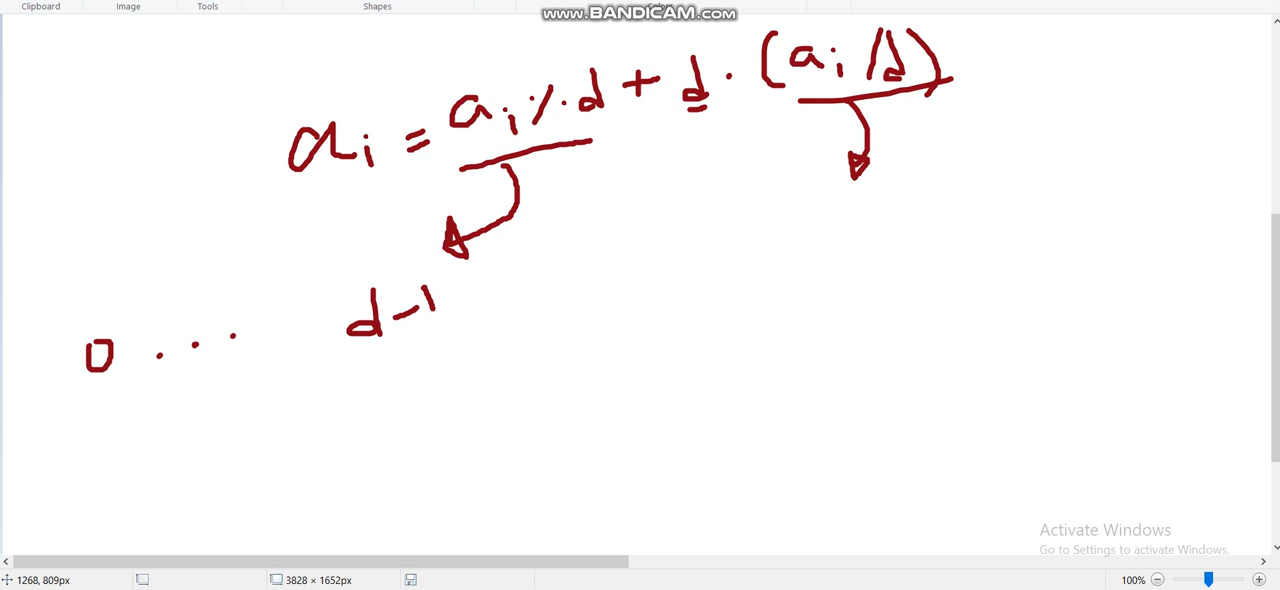 Clipboard Image Tools Shapes
www.BANDICAM.com
ai = ai % d + d . (ai / d)
0 ... d-1
Activate Windows
Go to Settings to activate Windows.
1268, 809px 3828 × 1652px 100%